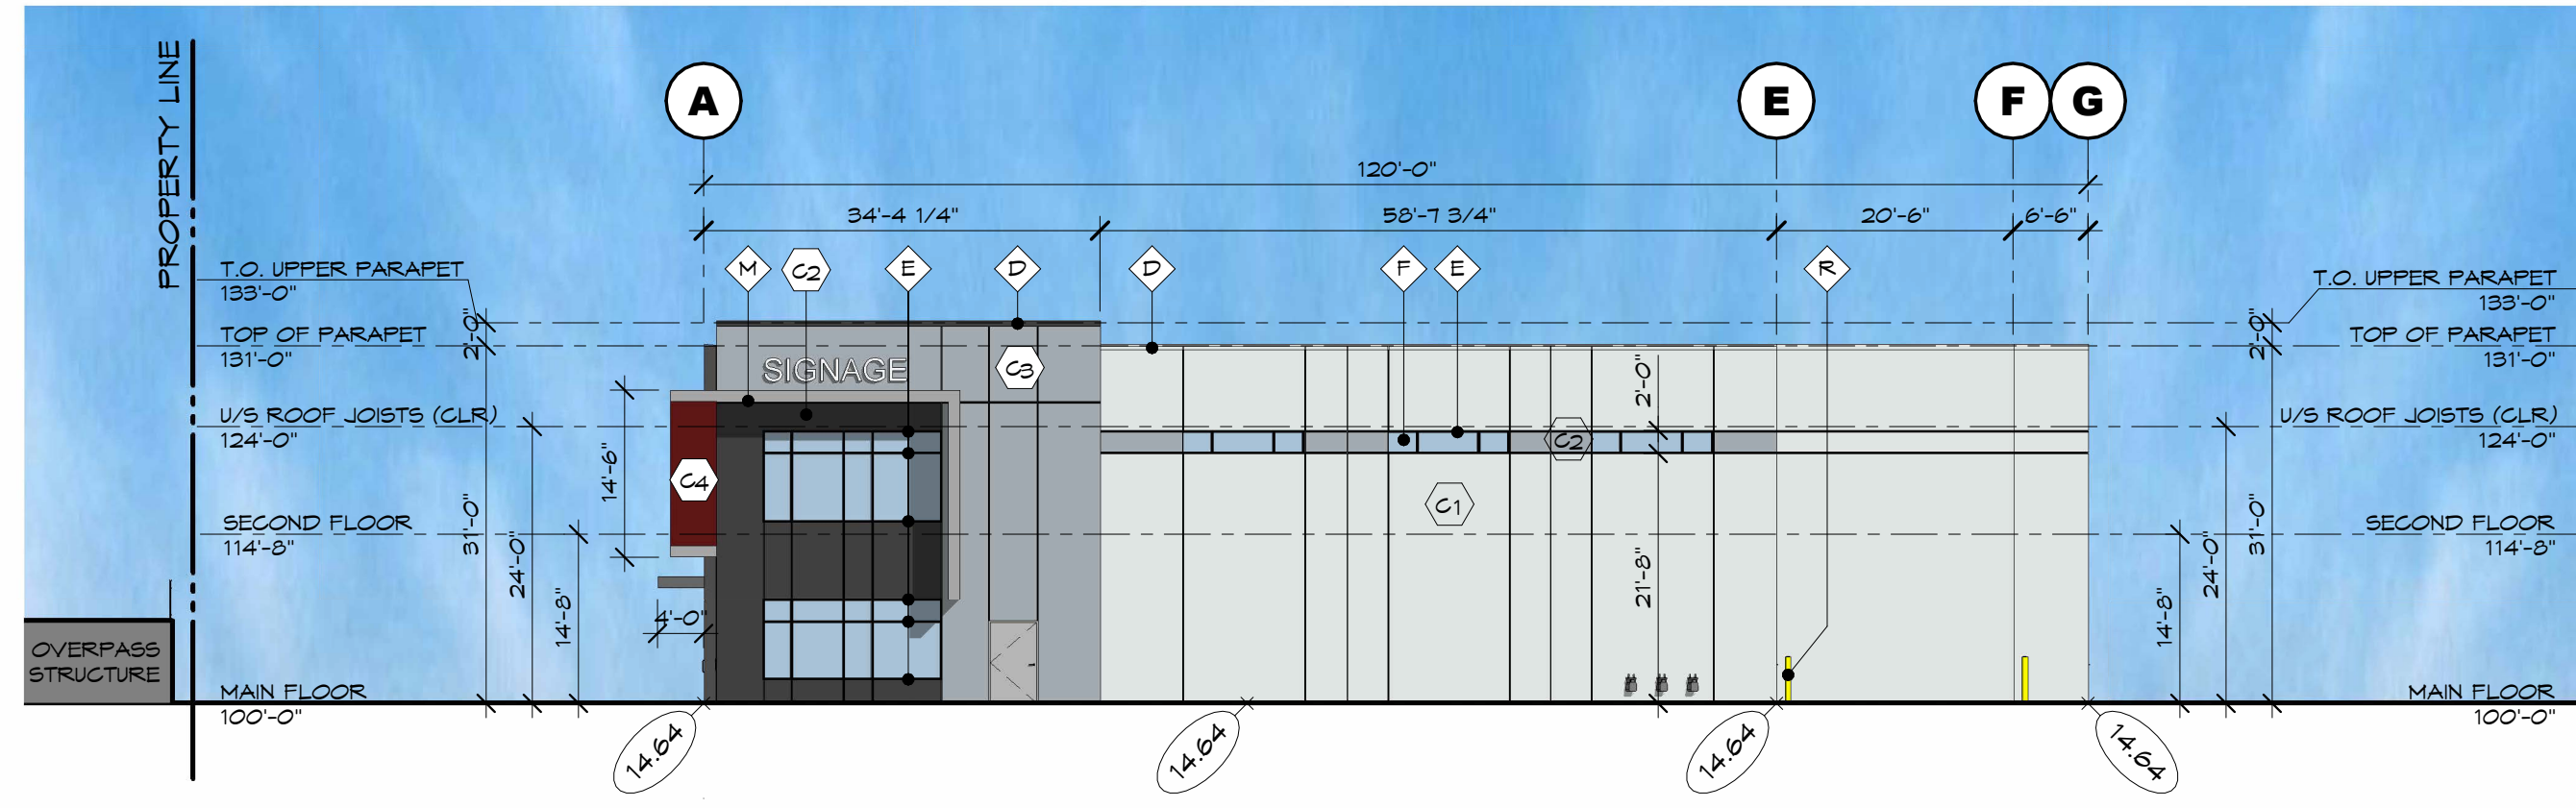 PROPERTY LINE
A
E
F
G
120'-0"
34'-4 1/4"
58'-7 3/4"
20'-6"
6'-6"
M
C2
E
D
D
F
E
R
T.O. UPPER PARAPET
133'-0"
TOP OF PARAPET
131'-0"
U/S ROOF JOISTS (CLR)
124'-0"
SECOND FLOOR
114'-8"
MAIN FLOOR
100'-0"
2'-0"
31'-0"
24'-0"
14'-8"
14'-6"
4'-0"
OVERPASS
STRUCTURE
SIGNAGE
C3
C4
C2
C1
2'-0"
21'-8"
T.O. UPPER PARAPET
133'-0"
TOP OF PARAPET
131'-0"
U/S ROOF JOISTS (CLR)
124'-0"
SECOND FLOOR
114'-8"
MAIN FLOOR
100'-0"
2'-0"
31'-0"
24'-0"
14'-8"
14.64
14.64
14.64
14.64